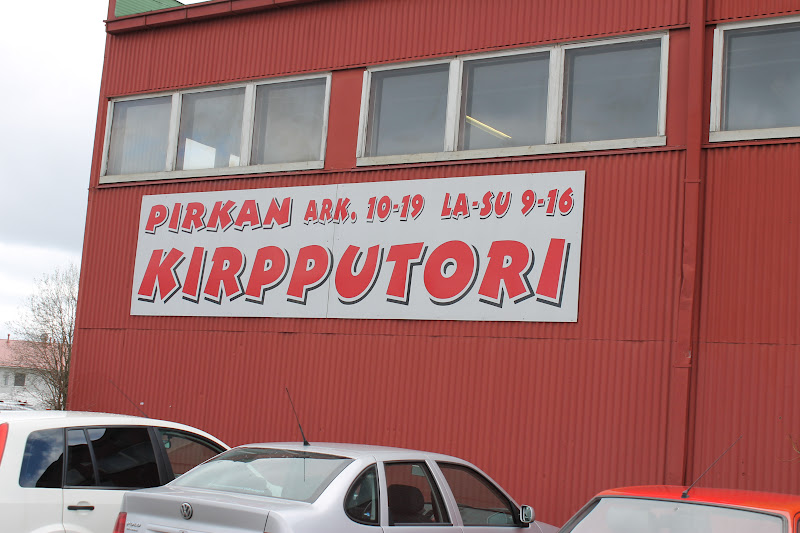 PIRKAN ARK. 10-19 LA-SU 9-16
KIRPPUTORI